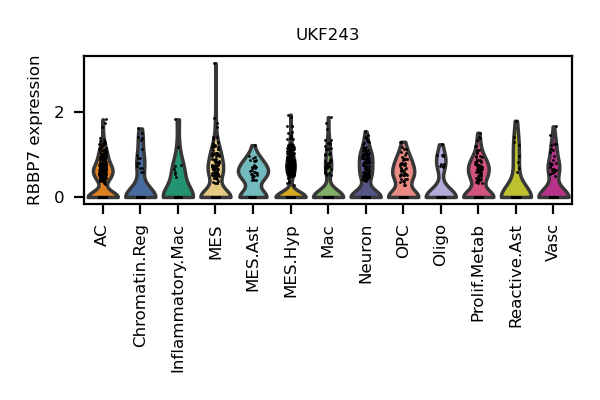 UKF243
RBBP7 expression
2
0
AC
Chromatin.Reg
Inflammatory.Mac
MES
MES.Ast
MES.Hyp
Mac
Neuron
OPC
Oligo
Prolif.Metab
Reactive.Ast
Vasc